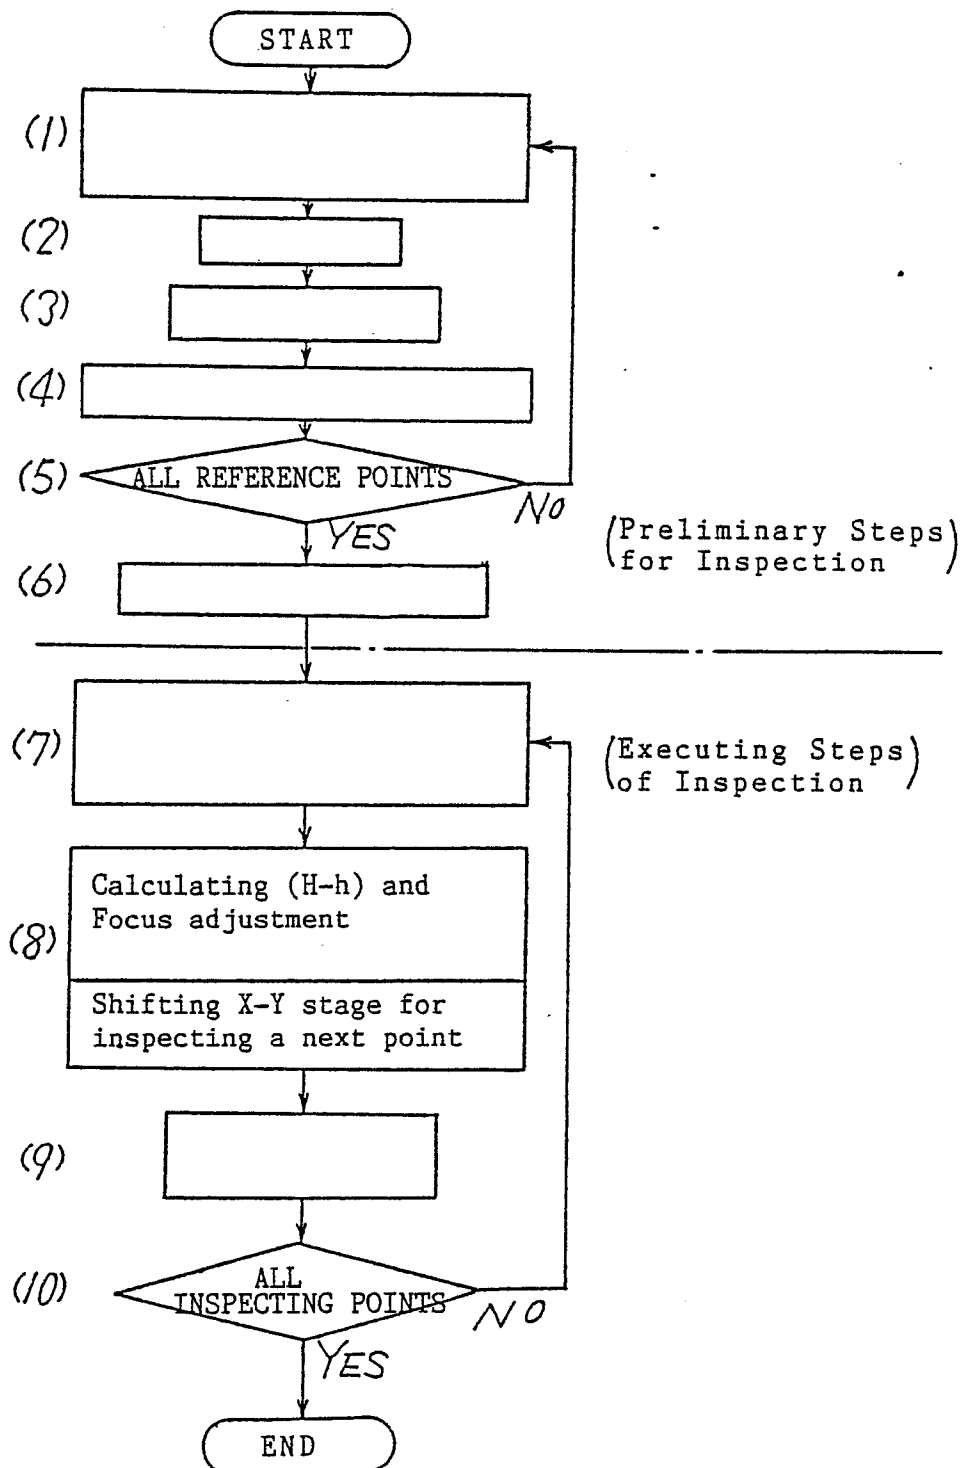 START
(1)
(2)
(3)
(4)
(5)
ALL REFERENCE POINTS
NO
YES
(Preliminary Steps
for Inspection)
(6)
(7)
(Executing Steps
of Inspection)
(8)
Calculating (H-h) and
Focus adjustment
Shifting X-Y stage for
inspecting a next point
(9)
(10)
ALL
INSPECTING POINTS
NO
YES
END